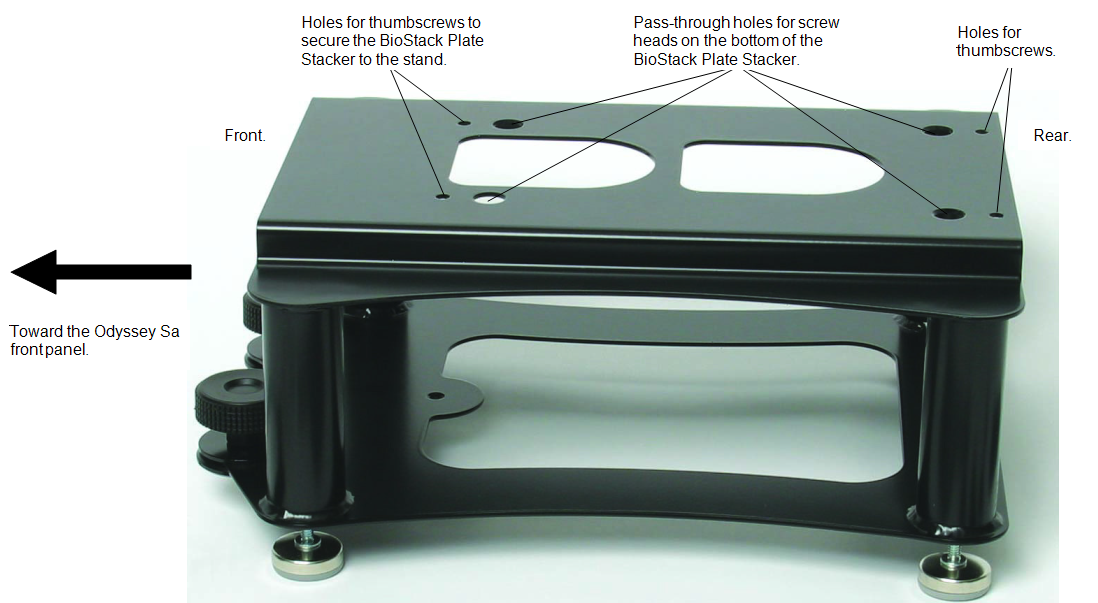 Holes for thumbscrews to
secure the BioStack Plate
Stacker to the stand.
Pass-through holes for screw
heads on the bottom of the
BioStack Plate Stacker.
Holes for
thumbscrews.
Front.
Rear.
Toward the Odyssey Sa
front panel.